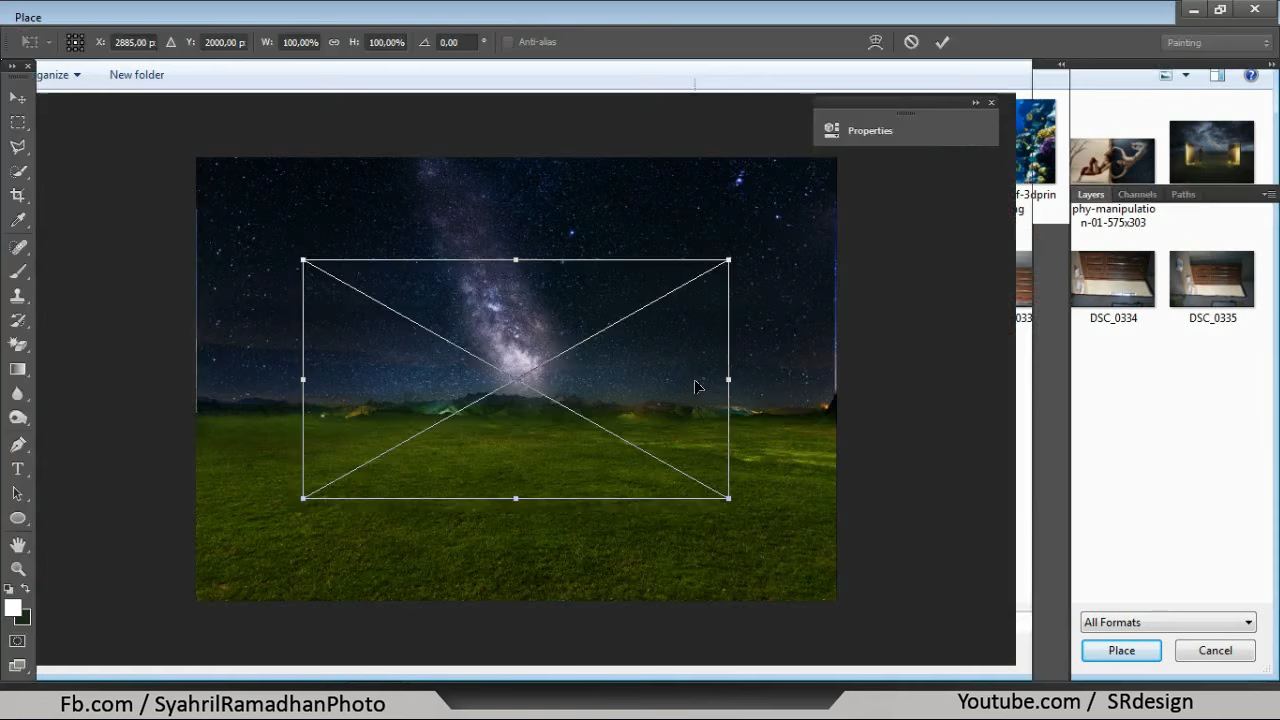 Place
X: 2885,00 p
Y: 2000,00 p
W: 100,00%
H: 100,00%
0,00 °
Anti-alias
Painting
ganize
New folder
Properties
f-3dprin
ng
phy-manipulatio
n-01-575x303
Layers
Channels
Paths
033
DSC_0334
DSC_0335
All Formats
Place
Cancel
Fb.com / SyahrilRamadhanPhoto
Youtube.com / SRdesign